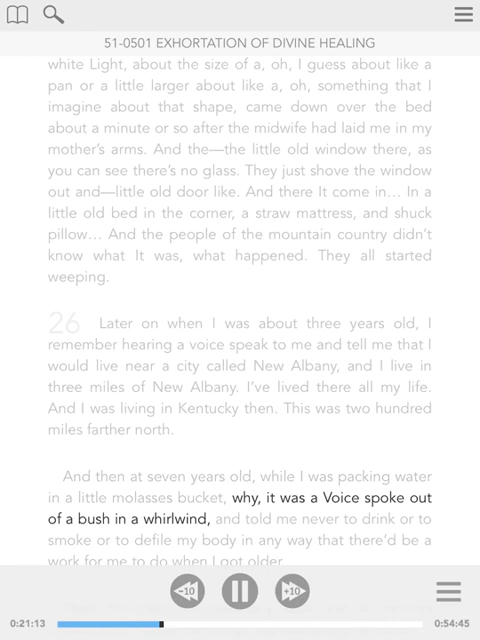 51-0501 EXHORTATION OF DIVINE HEALING
white Light, about the size of a, oh, I guess about like a
pan or a little larger about like a, oh, something that I
imagine about that shape, came down over the bed
about a minute or so after the midwife had laid me in my
mother's arms. And the—the little old window there, as
you can see there's no glass. They just shove the window
out and—little old door like. And there It come in… In a
little old bed in the corner, a straw mattress, and shuck
pillow… And the people of the mountain country didn't
know what It was, what happened. They all started
weeping.
26 Later on when I was about three years old, I
remember hearing a voice speak to me and tell me that I
would live near a city called New Albany, and I live in
three miles of New Albany. I've lived there all my life.
And I was living in Kentucky then. This was two hundred
miles farther north.
And then at seven years old, while I was packing water
in a little molasses bucket, why, it was a Voice spoke out
of a bush in a whirlwind, and told me never to drink or to
smoke or to defile my body in any way that there'd be a
work for me to do when I got older.
-10
+10
0:21:13
0:54:45